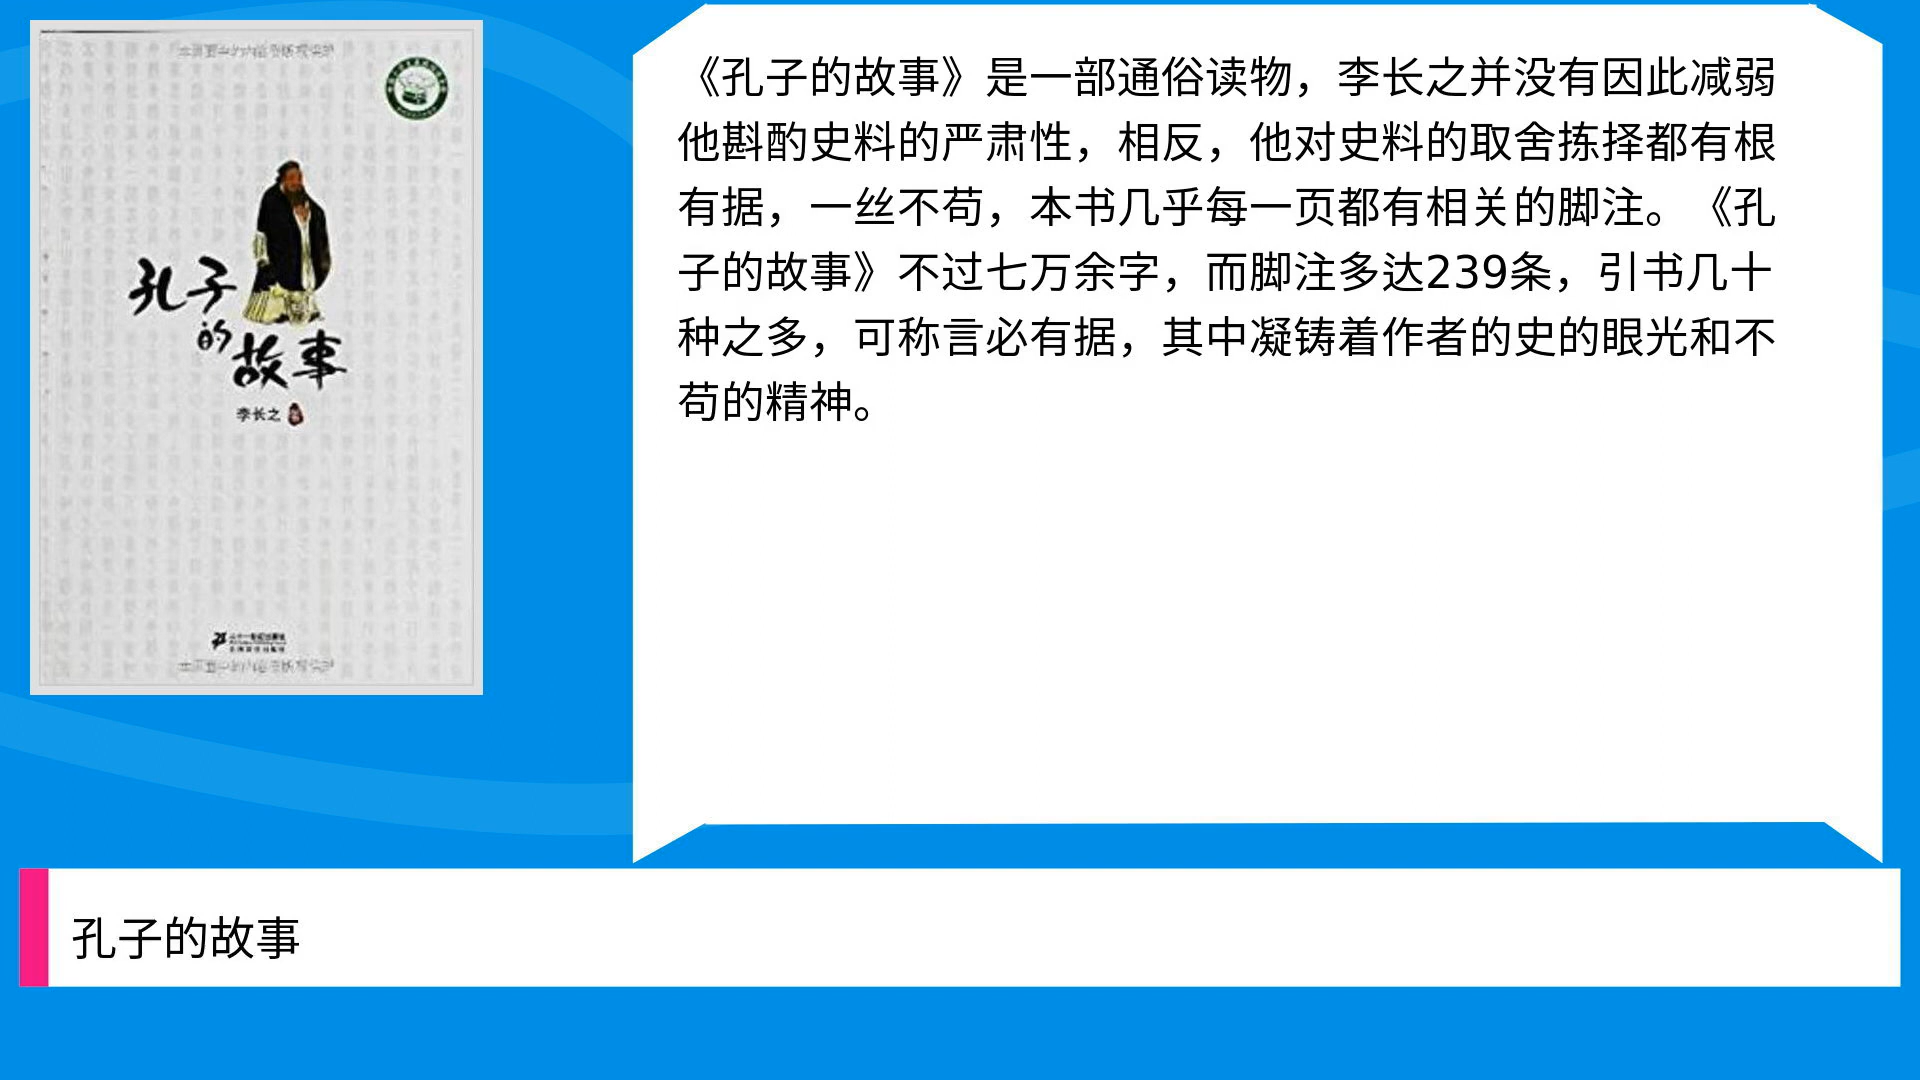 孔子
的故事
李长之
《孔子的故事》是一部通俗读物，李长之并没有因此减弱
他斟酌史料的严肃性，相反，他对史料的取舍拣择都有根
有据，一丝不苟，本书几乎每一页都有相关的脚注。《孔
子的故事》不过七万余字，而脚注多达239条，引书几十
种之多，可称言必有据，其中凝铸着作者的史的眼光和不
苟的精神。
孔子的故事